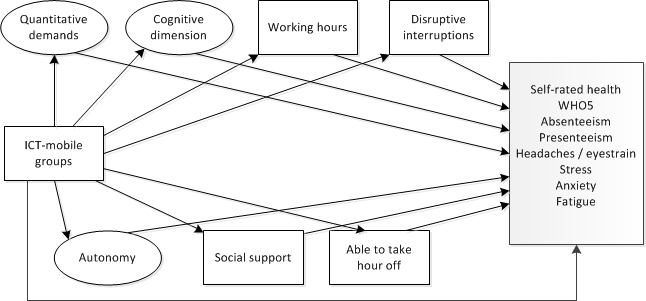 Quantitative
demands
Cognitive
dimension
Working hours
Disruptive
interruptions
ICT-mobile
groups
Self-rated health
WHO5
Absenteeism
Presenteeism
Headaches / eyestrain
Stress
Anxiety
Fatigue
Autonomy
Social support
Able to take
hour off